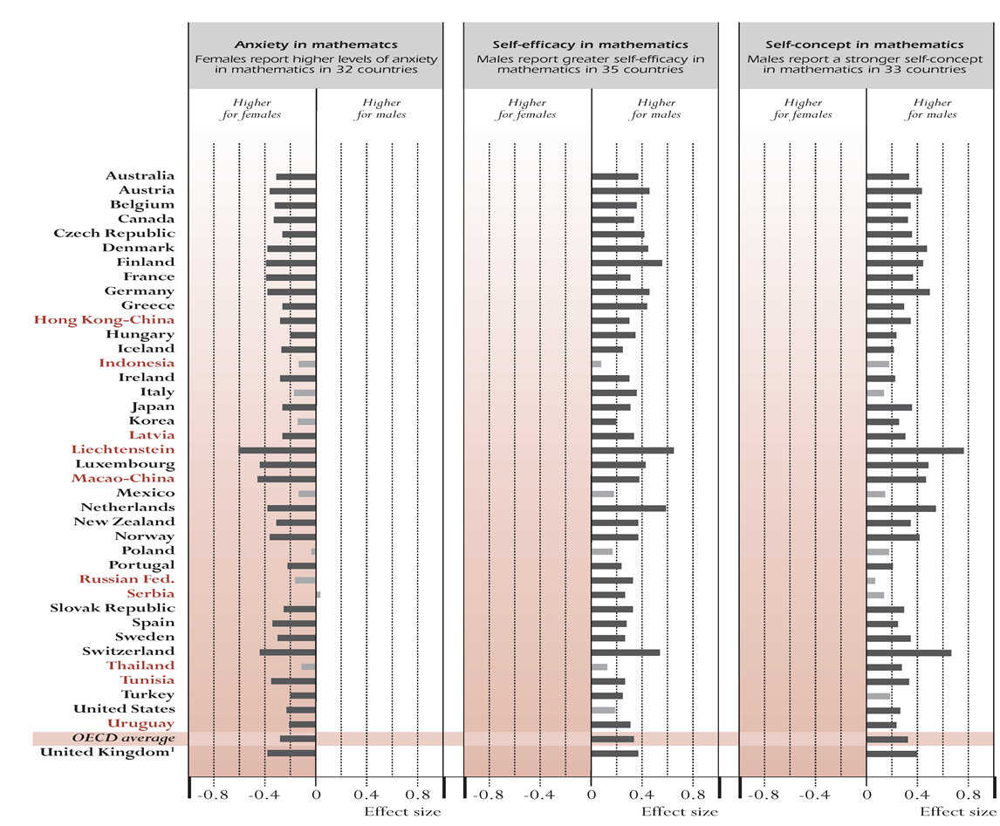 Anxiety in mathematcs
Females report higher levels of anxiety
in mathematics in 32 countries
Self-efficacy in mathematics
Males report greater self-efficacy in
mathematics in 35 countries
Self-concept in mathematics
Males report a stronger self-concept
in mathematics in 33 countries
Higher
for females
Higher
for males
Higher
for females
Higher
for males
Higher
for females
Higher
for males
Australia
Austria
Belgium
Canada
Czech Republic
Denmark
Finland
France
Germany
Greece
Hong Kong-China
Hungary
Iceland
Indonesia
Ireland
Italy
Japan
Korea
Latvia
Liechtenstein
Luxembourg
Macao-China
Mexico
Netherlands
New Zealand
Norway
Poland
Portugal
Russian Fed.
Serbia
Slovak Republic
Spain
Sweden
Switzerland
Thailand
Tunisia
Turkey
United States
Uruguay
OECD average
United Kingdom¹
-0.8 -0.4 0 0.4 0.8
-0.8 -0.4 0 0.4 0.8
-0.8 -0.4 0 0.4 0.8
Effect size
Effect size
Effect size